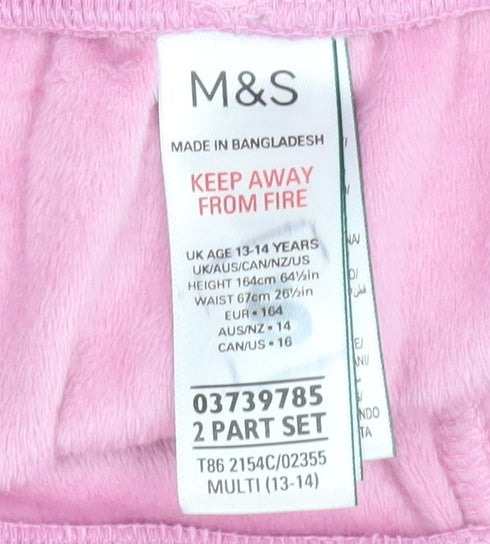 M&S
MADE IN BANGLADESH
KEEP AWAY
FROM FIRE
UK AGE 13-14 YEARS
UK/AUS/CAN/NZ/US
HEIGHT 164cm 64½in
WAIST 67cm 26½in
EUR • 164
AUS/NZ • 14
CAN/US • 16
03739785
2 PART SET
T86 2154C/02355
MULTI (13-14)